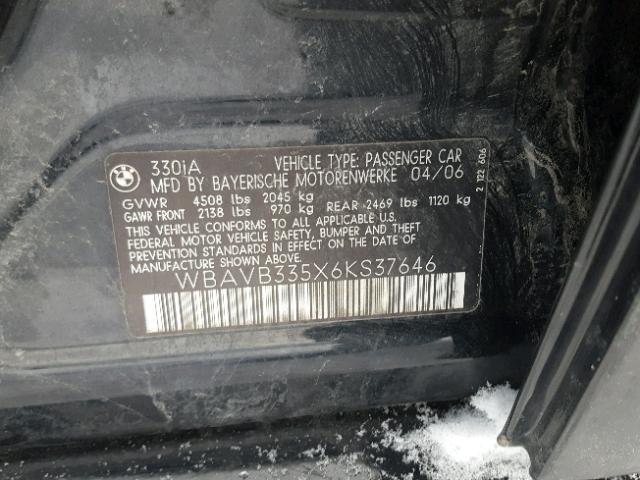 BMW
330iA VEHICLE TYPE: PASSENGER CAR
MFD BY BAYERISCHE MOTORENWERKE 04/06
GVWR 4508 lbs 2045 kg
GAWR FRONT 2138 lbs 970 kg REAR 2469 lbs 1120 kg
THIS VEHICLE CONFORMS TO ALL APPLICABLE U.S.
FEDERAL MOTOR VEHICLE SAFETY, BUMPER AND THEFT
PREVENTION STANDARDS IN EFFECT ON THE DATE OF
MANUFACTURE SHOWN ABOVE.
WBAVB335X6KS37646
2 122 606